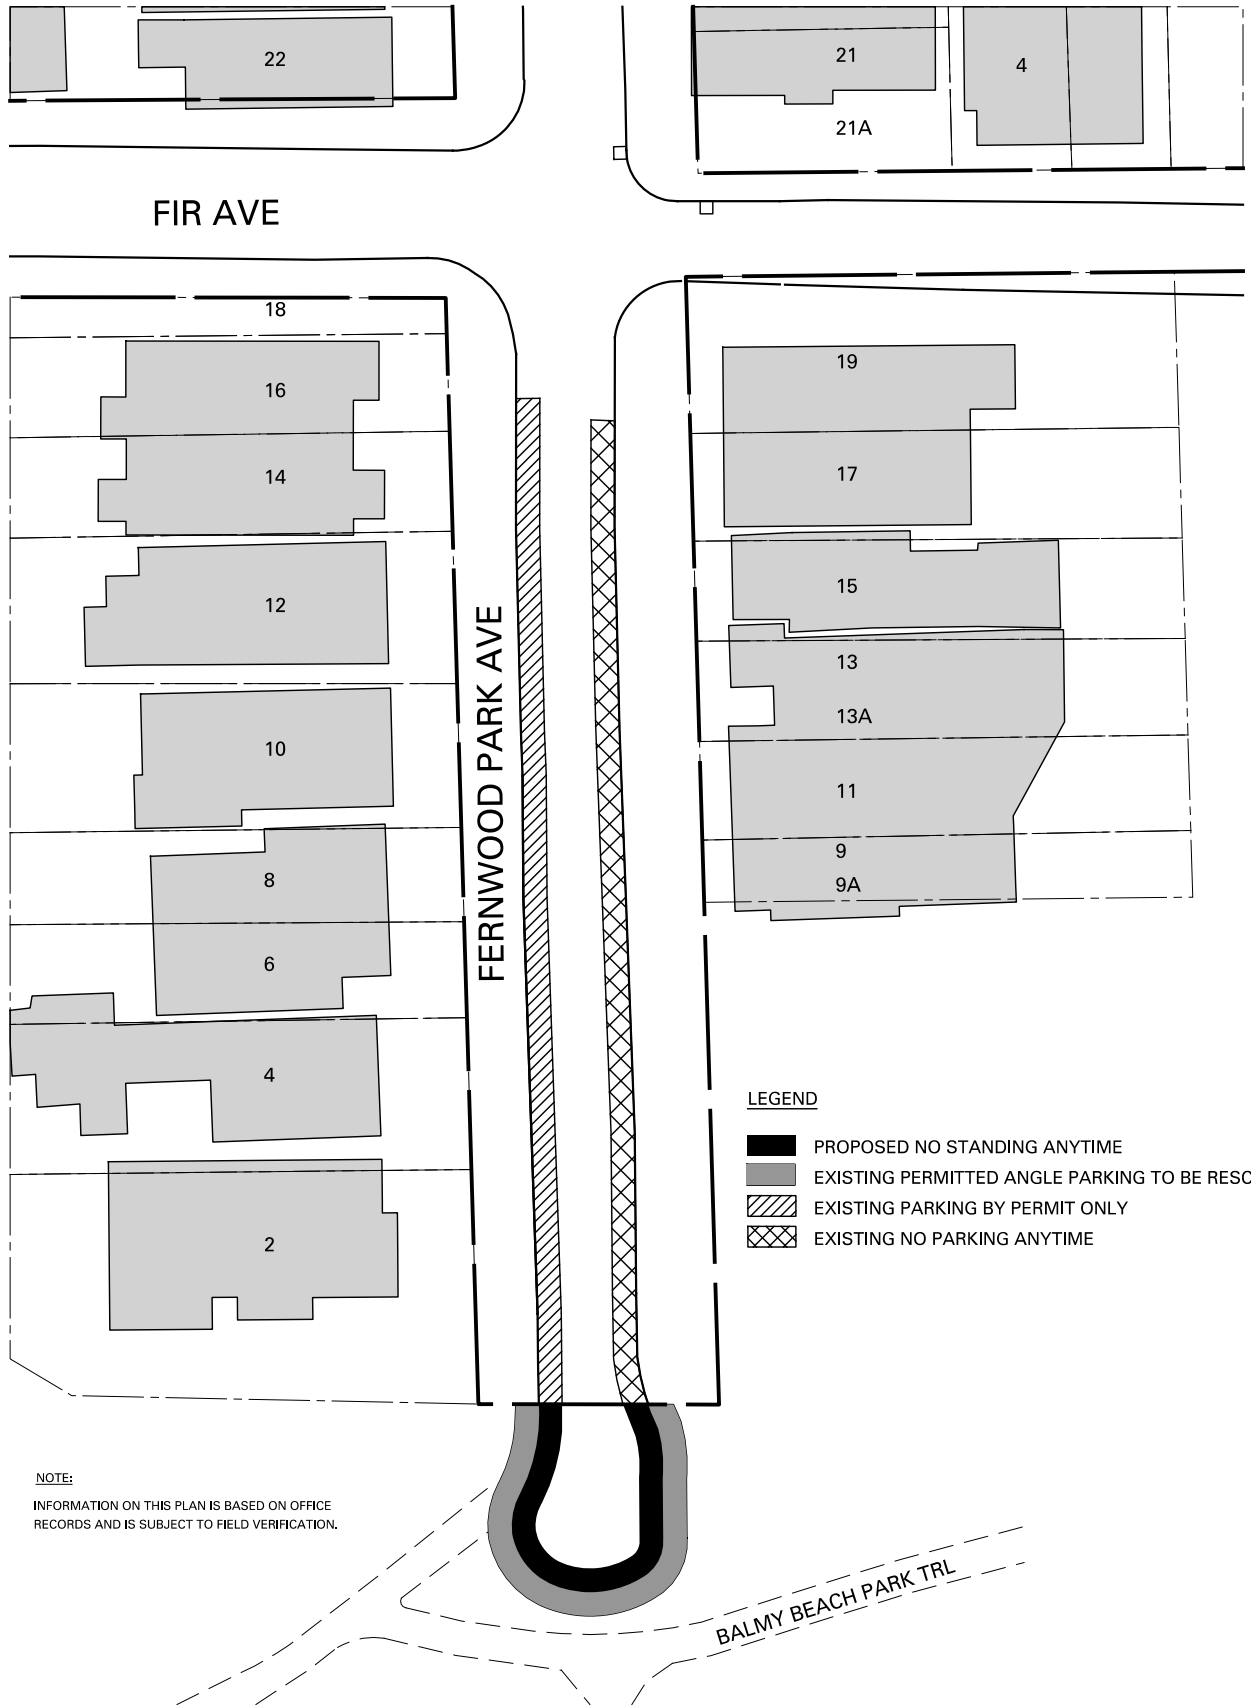 22
21
4
21A
FIR AVE
18
16
14
12
10
8
6
4
2
FERNWOOD PARK AVE
19
17
15
13
13A
11
9
9A
LEGEND
PROPOSED NO STANDING ANYTIME
EXISTING PERMITTED ANGLE PARKING TO BE RESC
EXISTING PARKING BY PERMIT ONLY
EXISTING NO PARKING ANYTIME
NOTE:
INFORMATION ON THIS PLAN IS BASED ON OFFICE
RECORDS AND IS SUBJECT TO FIELD VERIFICATION.
BALMY BEACH PARK TRL